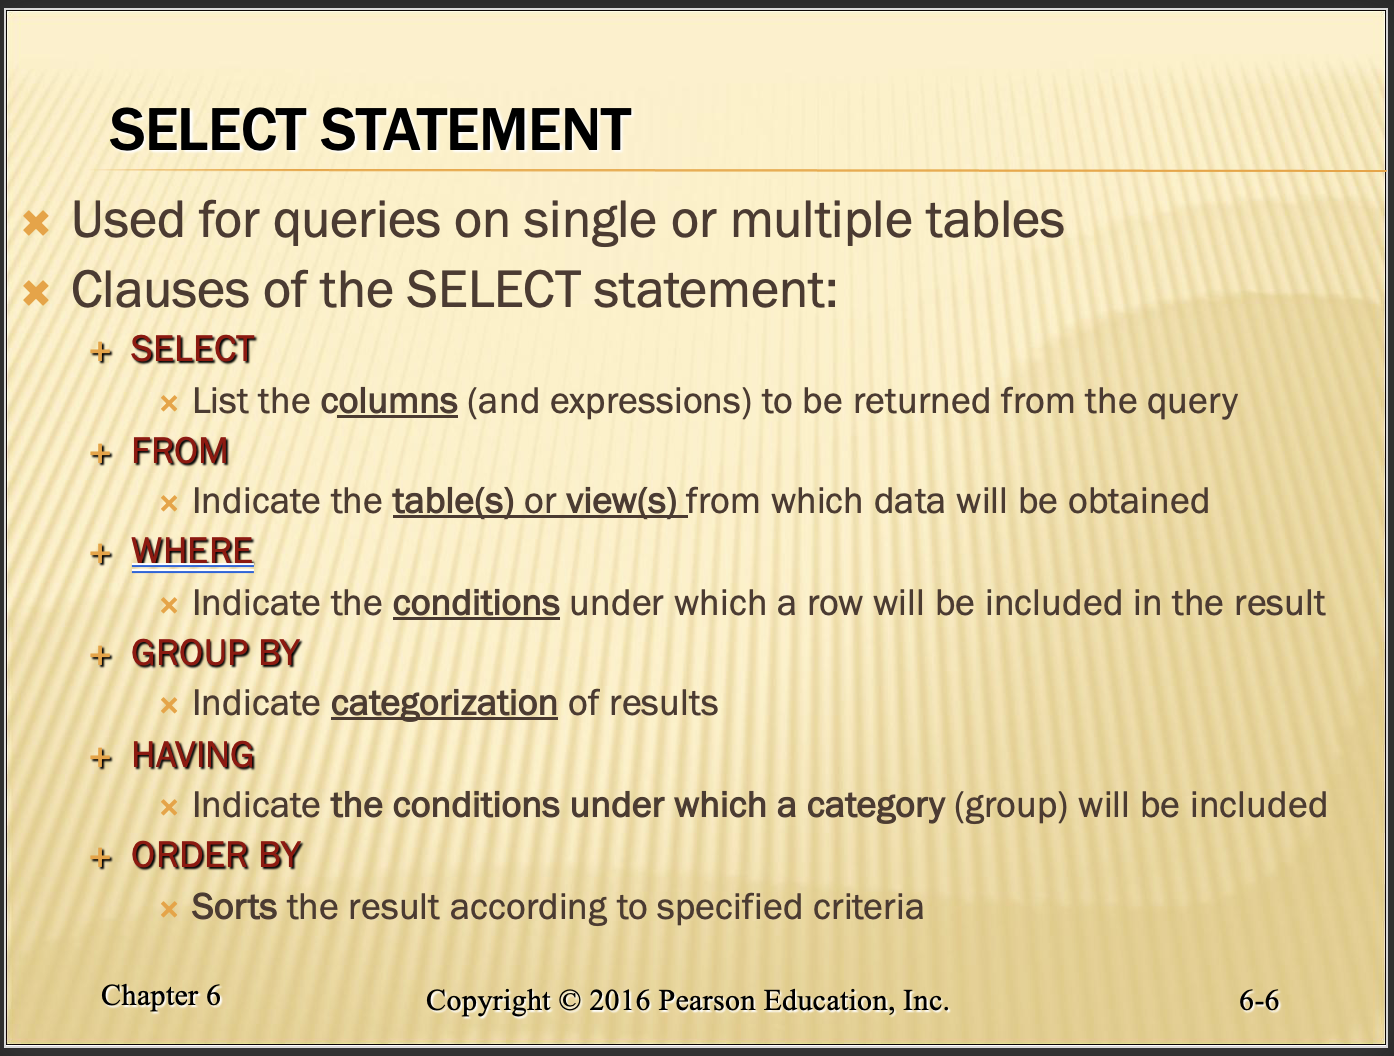 SELECT STATEMENT
Used for queries on single or multiple tables
Clauses of the SELECT statement:
SELECT
List the columns (and expressions) to be returned from the query
FROM
Indicate the table(s) or view(s) from which data will be obtained
WHERE
Indicate the conditions under which a row will be included in the result
GROUP BY
Indicate categorization of results
HAVING
Indicate the conditions under which a category (group) will be included
ORDER BY
Sorts the result according to specified criteria
Chapter 6
Copyright © 2016 Pearson Education, Inc.
6-6